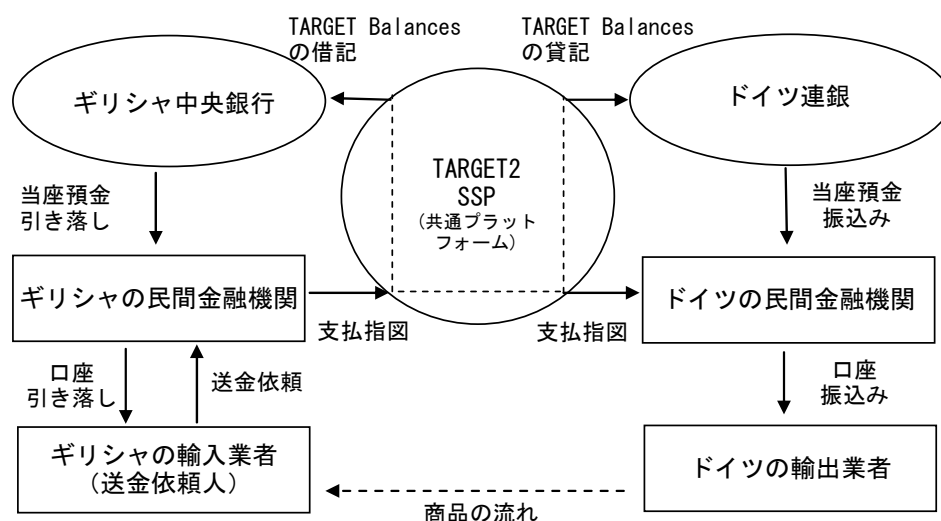 TARGET Balances
の借記
TARGET Balances
の貸記
ギリシャ中央銀行
ドイツ連銀
TARGET2
SSP
（共通プラット
フォーム）
当座預金
引き落し
当座預金
振込み
ギリシャの民間金融機関
ドイツの民間金融機関
支払指図
支払指図
口座
引き落し
送金依頼
口座
振込み
ギリシャの輸入業者
（送金依頼人）
ドイツの輸出業者
商品の流れ